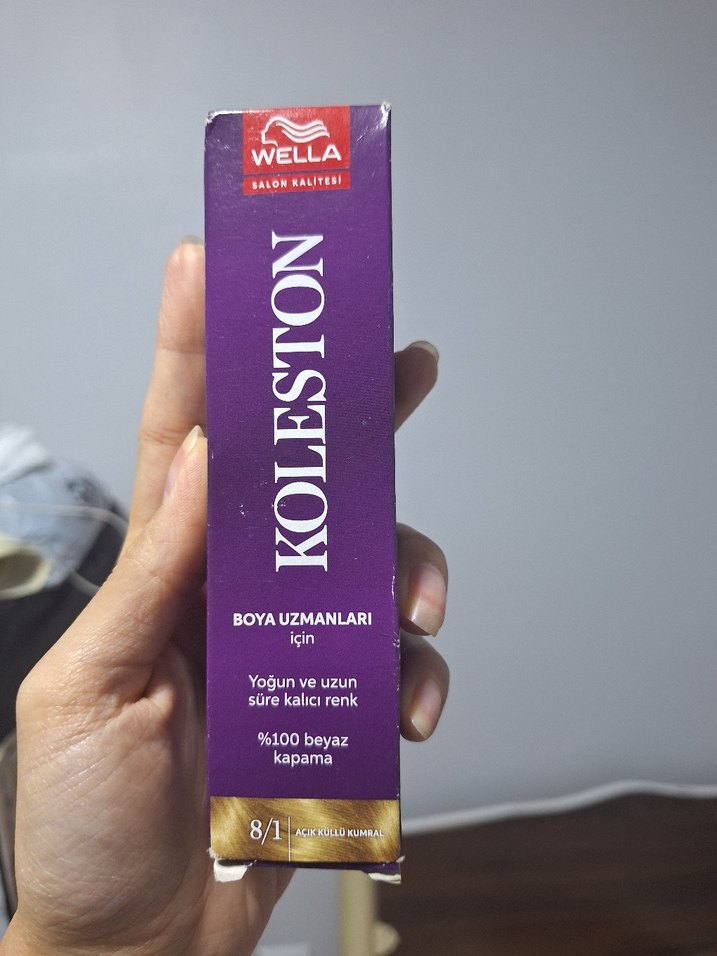 WELLA
SALON KALİTESİ
KOLESTON
BOYA UZMANLARI
için
Yoğun ve uzun
süre kalıcı renk
%100 beyaz
kapama
8/1 AÇIK KÜLLÜ KUMRAL